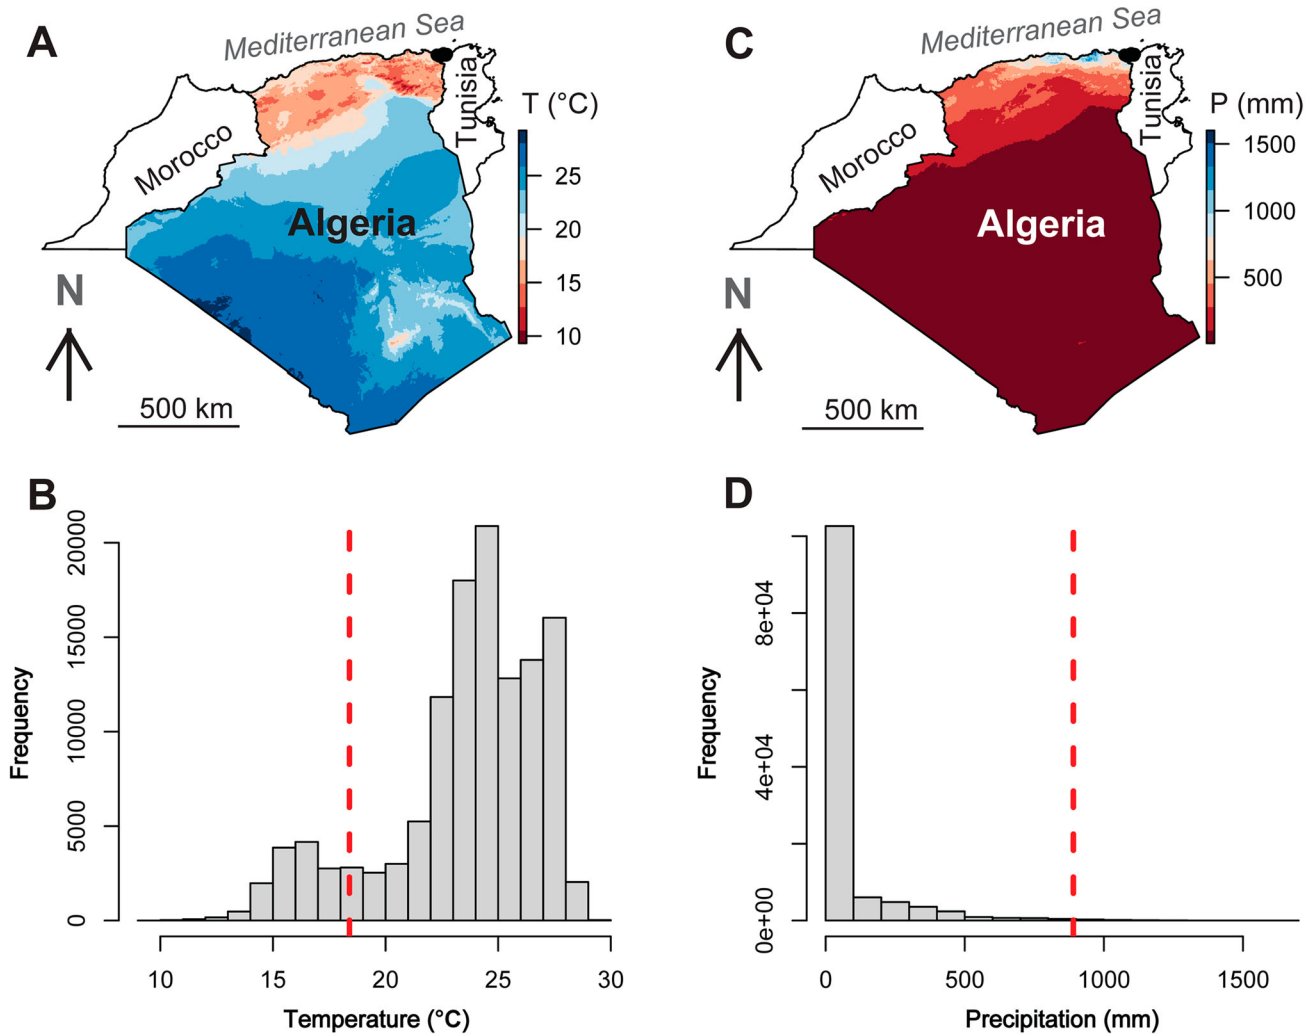 A
Mediterranean Sea
Tunisia
Morocco
Algeria
T (°C)
25
20
15
10
N
500 km
C
Mediterranean Sea
Tunisia
Morocco
Algeria
P (mm)
1500
1000
500
N
500 km
B
Frequency
20000
15000
10000
5000
0
10 15 20 25 30
Temperature (°C)
D
Frequency
8e+04
4e+04
0e+00
0 500 1000 1500
Precipitation (mm)